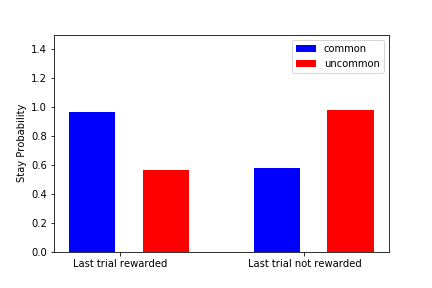 1.4
1.2
1.0
0.8
0.6
0.4
0.2
0.0
Stay Probability
common
uncommon
Last trial rewarded
Last trial not rewarded